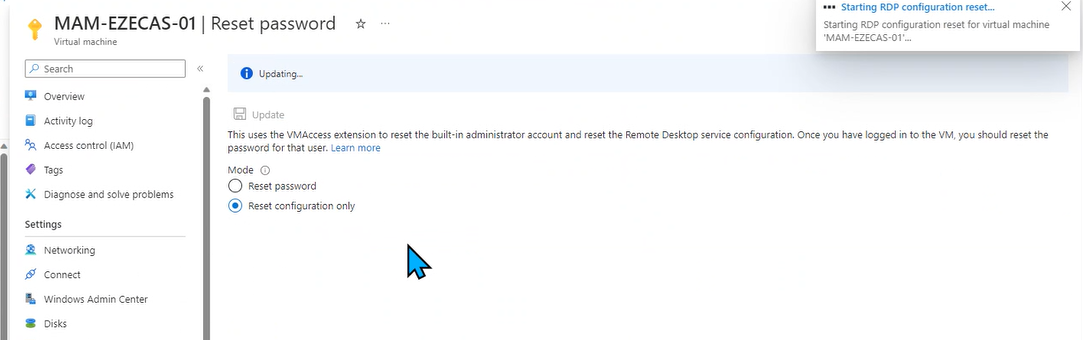 MAM-EZECAS-01 | Reset password
Virtual machine
Starting RDP configuration reset...
Starting RDP configuration reset for virtual machine
'MAM-EZECAS-01'...
Search
Overview
Activity log
Access control (IAM)
Tags
Diagnose and solve problems
Settings
Networking
Connect
Windows Admin Center
Disks
Updating...
Update
This uses the VMAccess extension to reset the built-in administrator account and reset the Remote Desktop service configuration. Once you have logged in to the VM, you should reset the
password for that user. Learn more
Mode
Reset password
Reset configuration only